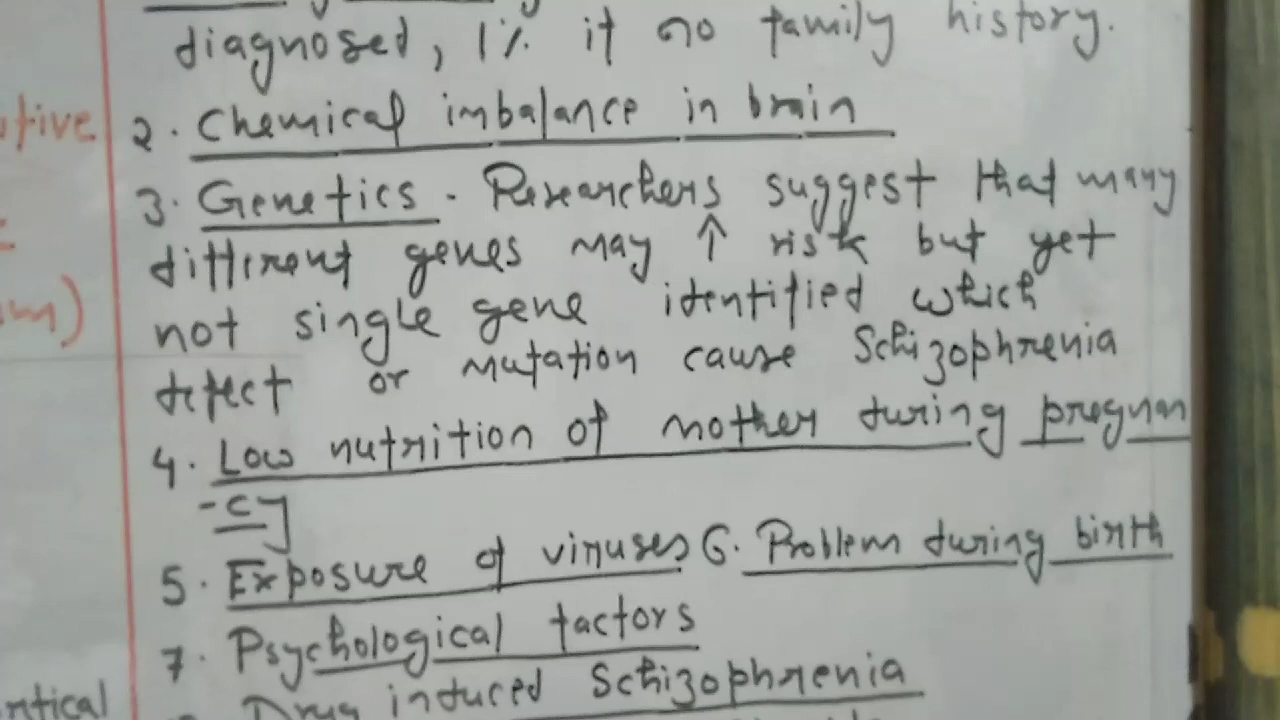 diagnosed, 1% if no family history.
2. Chemical imbalance in brain
3. Genetics - Researchers suggest that many
different genes may ↑ risk but yet
not single gene identified which
defect or mutation cause Schizophrenia
4. Low nutrition of mother during pregnan
-cy
5. Exposure of viruses 6. Problem during birth
7. Psychological factors
Drug induced Schizophrenia